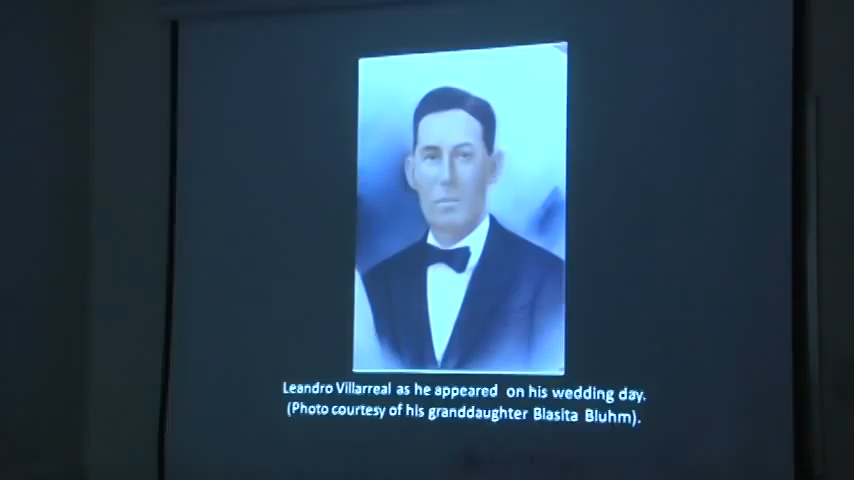 Leandro Villarreal as he appeared on his wedding day.
(Photo courtesy of his granddaughter Blasita Bluhm).